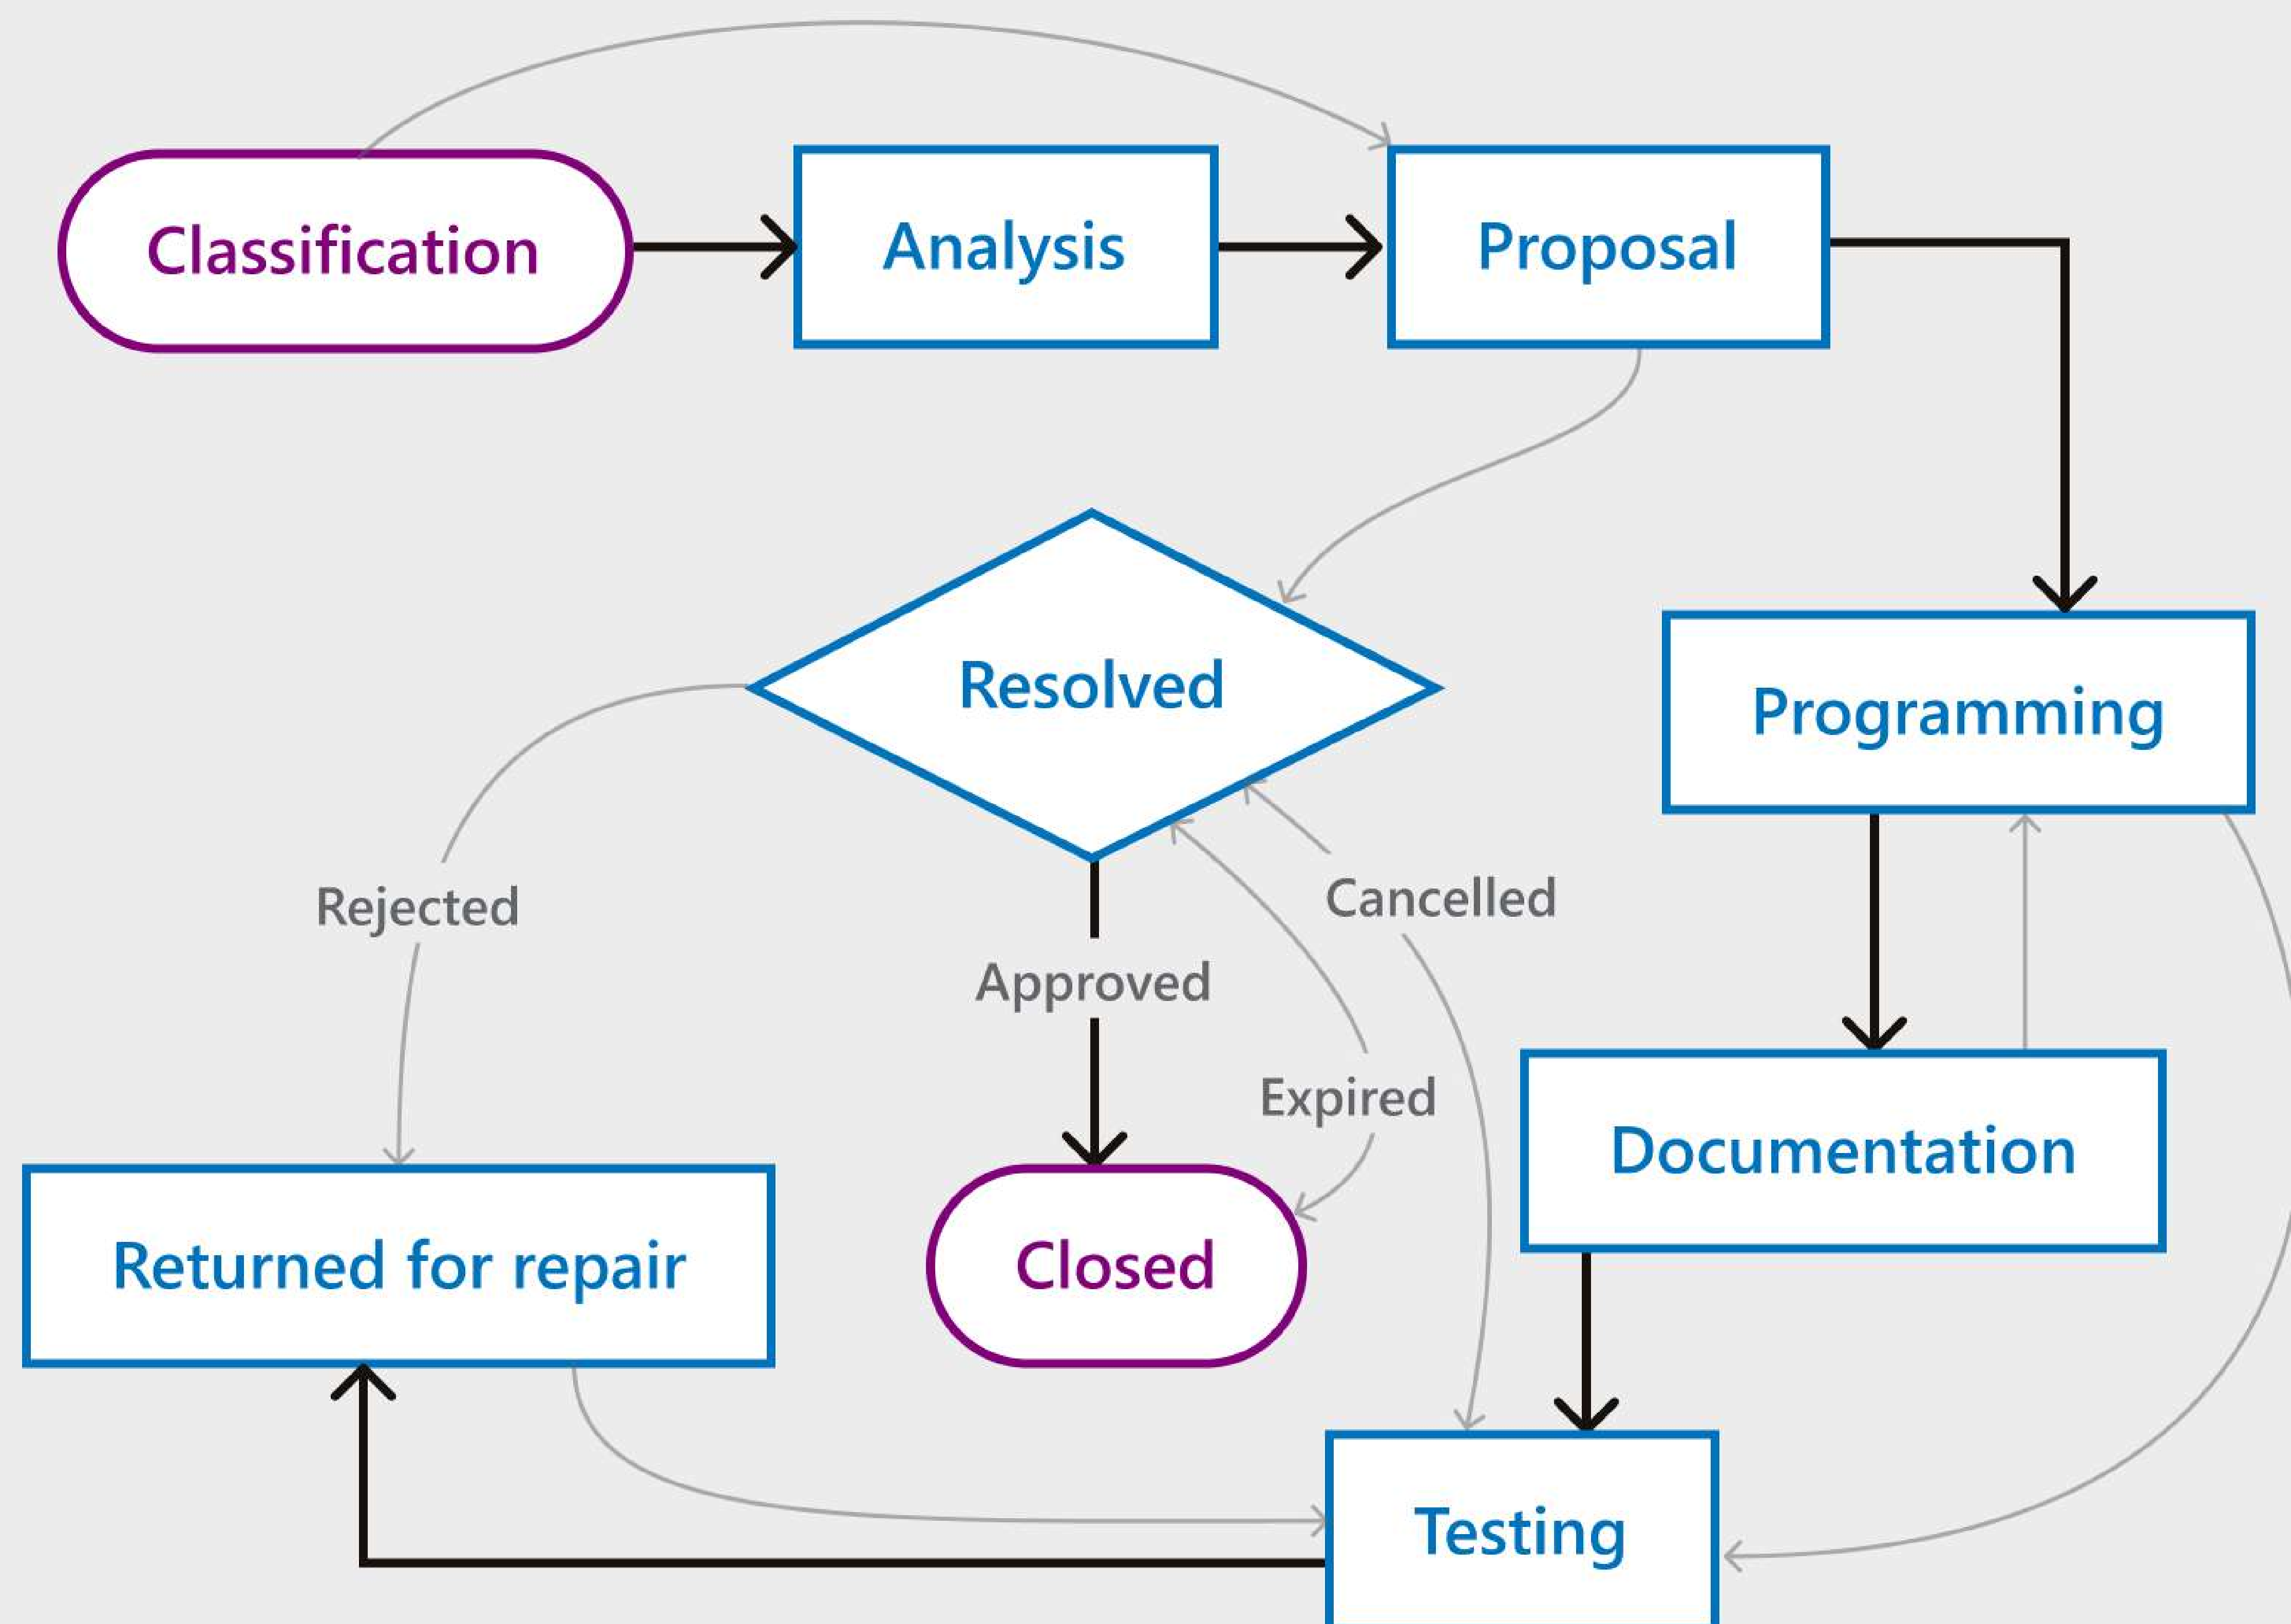 Classification
Analysis
Proposal
Resolved
Programming
Rejected
Cancelled
Approved
Expired
Documentation
Returned for repair
Closed
Testing